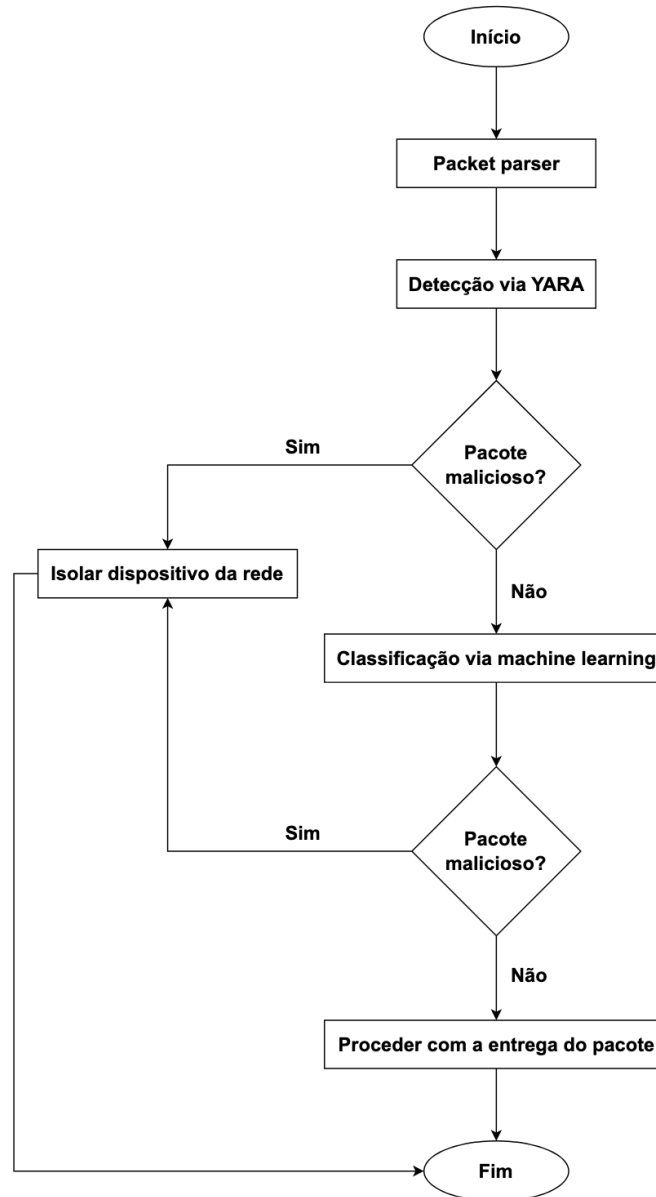 Início
Packet parser
Detecção via YARA
Pacote
malicioso?
Sim
Isolar dispositivo da rede
Não
Classificação via machine learning
Pacote
malicioso?
Sim
Não
Proceder com a entrega do pacote
Fim